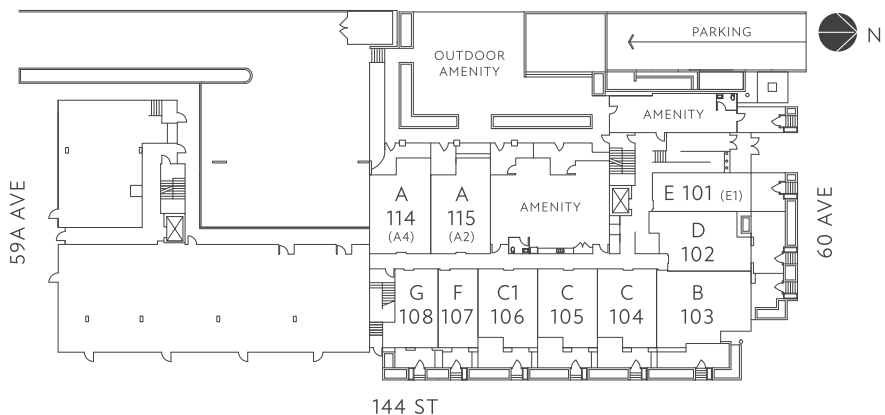 PARKING
N
OUTDOOR
AMENITY
AMENITY
59A AVE
A
114
(A4)
A
115
(A2)
AMENITY
E 101 (E1)
D
102
60 AVE
G
108
F
107
C1
106
C
105
C
104
B
103
144 ST